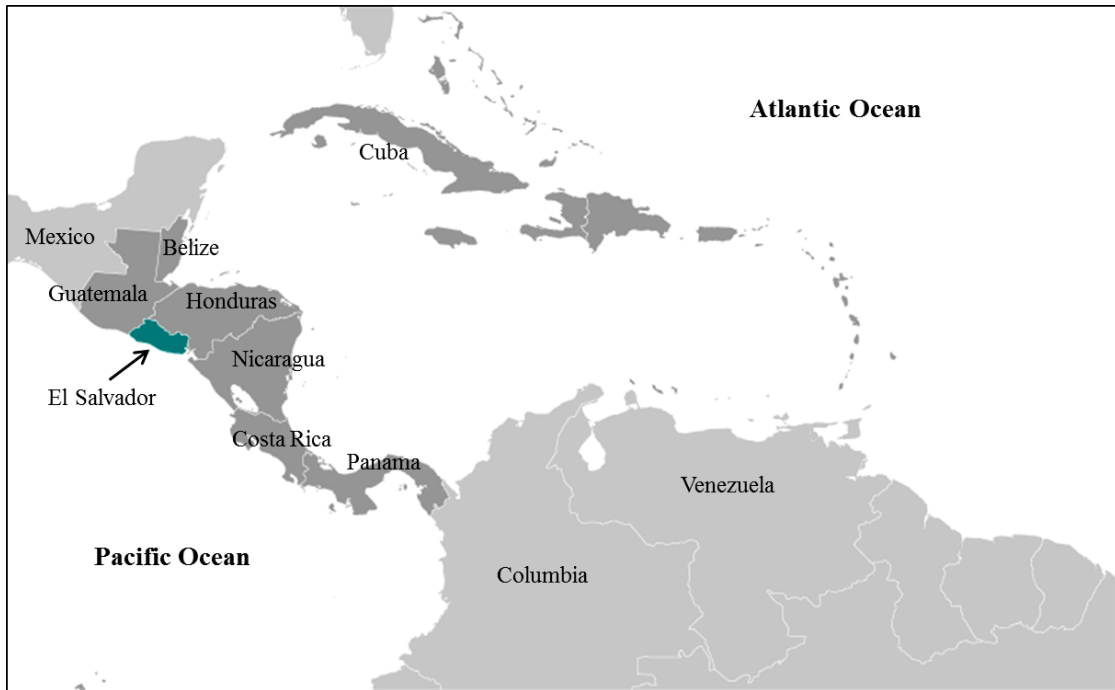 Atlantic Ocean
Cuba
Mexico
Belize
Guatemala
Honduras
Nicaragua
El Salvador
Costa Rica
Panama
Venezuela
Pacific Ocean
Columbia